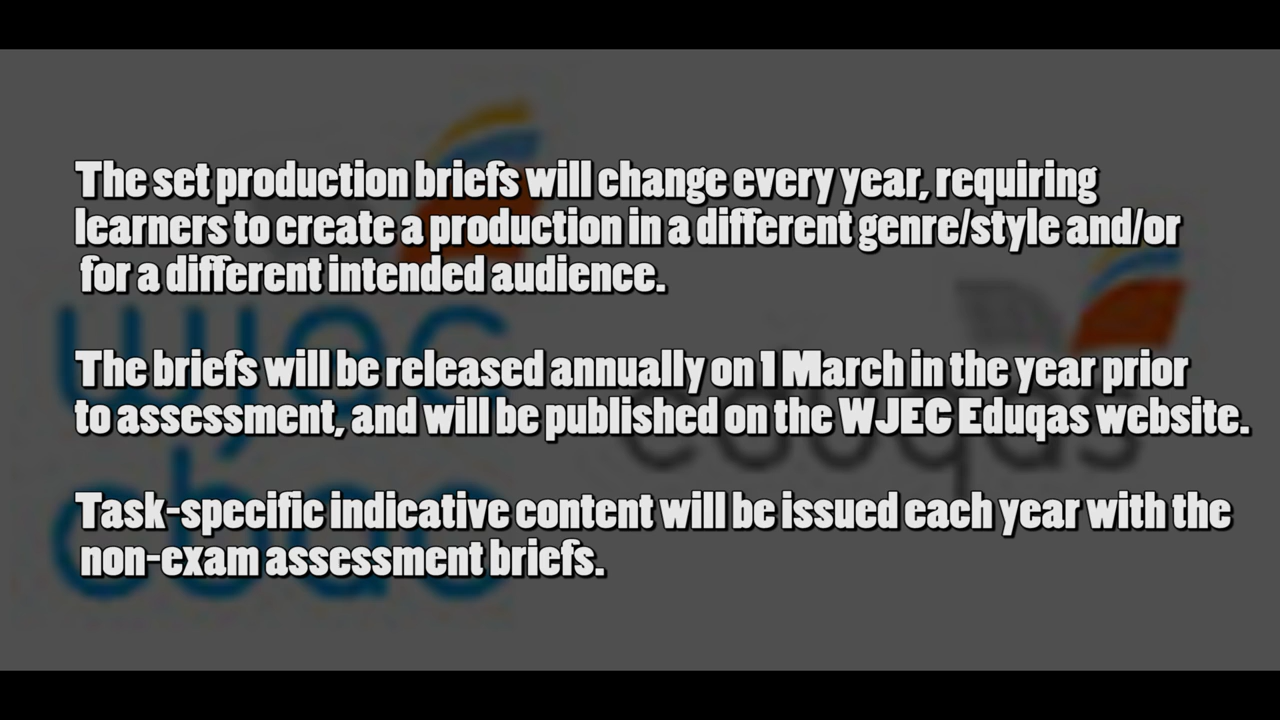 The set production briefs will change every year, requiring
learners to create a production in a different genre/style and/or
for a different intended audience.
The briefs will be released annually on 1 March in the year prior
to assessment, and will be published on the WJEC Eduqas website.
Task-specific indicative content will be issued each year with the
non-exam assessment briefs.
wjec
cbac
eduqas